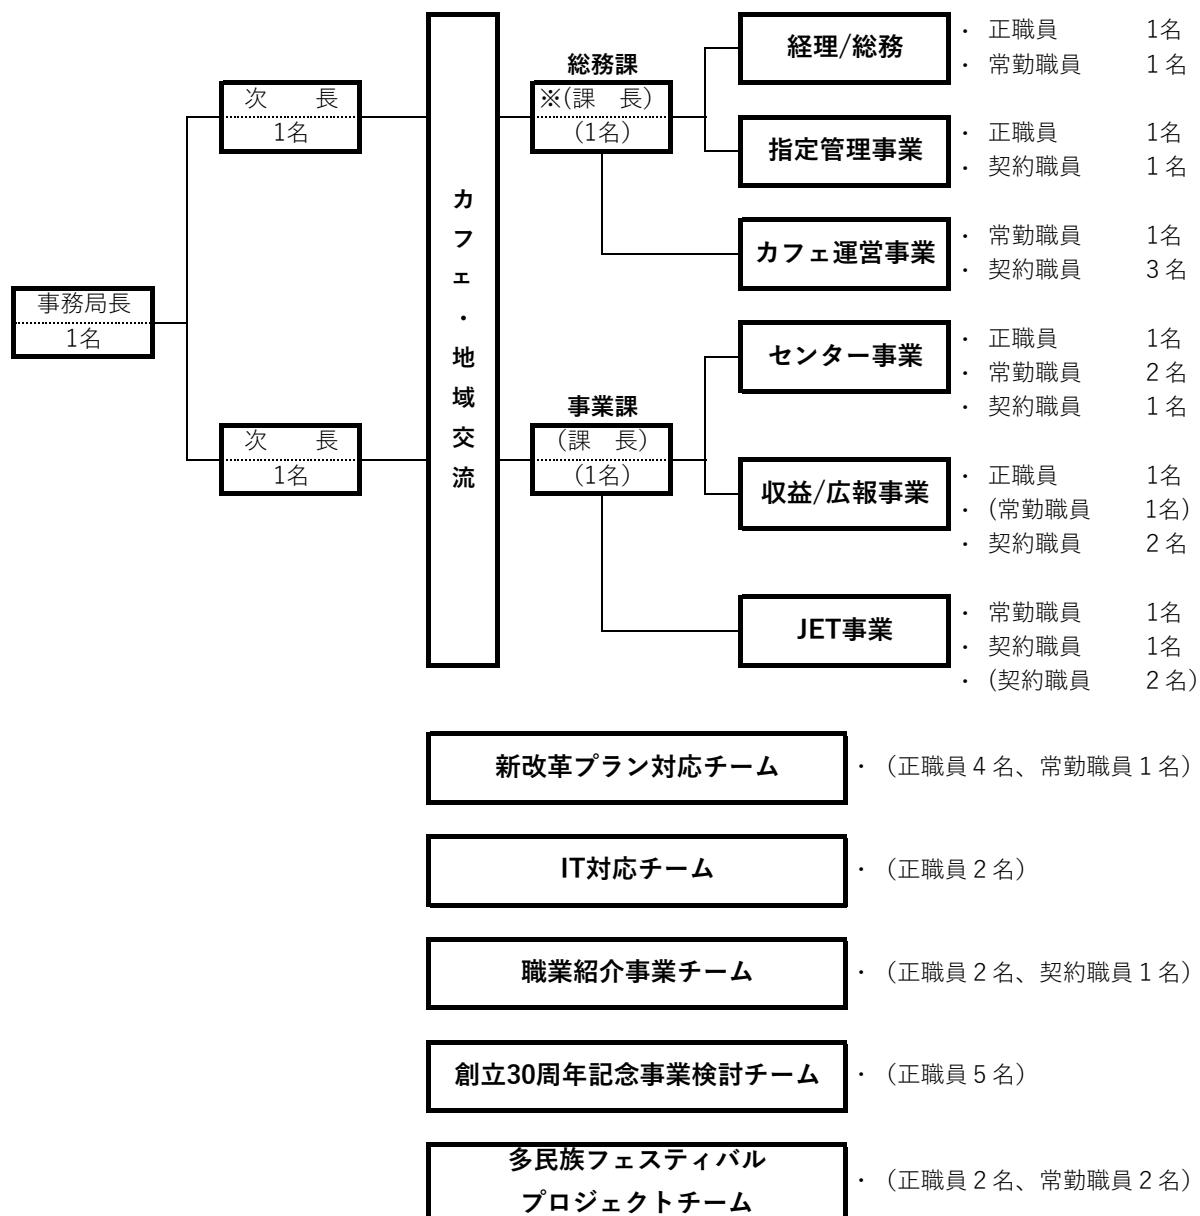 事務局長
1名
次　　長
1名
次　　長
1名
カフェ・地域交流
総務課
※(課　長)
(1名)
経理/総務
・ 正職員　1名
・ 常勤職員　1名
指定管理事業
・ 正職員　1名
・ 契約職員　1名
カフェ運営事業
・ 常勤職員　1名
・ 契約職員　3名
事業課
(課　長)
(1名)
センター事業
・ 正職員　1名
・ 常勤職員　2名
・ 契約職員　1名
収益/広報事業
・ 正職員　1名
・ (常勤職員　1名)
・ 契約職員　2名
JET事業
・ 常勤職員　1名
・ 契約職員　1名
・ (契約職員　2名)
新改革プラン対応チーム
・ （正職員4名、常勤職員1名）
IT対応チーム
・ （正職員2名）
職業紹介事業チーム
・ （正職員2名、契約職員1名）
創立30周年記念事業検討チーム
・ （正職員5名）
多民族フェスティバル
プロジェクトチーム
・ （正職員2名、常勤職員2名）